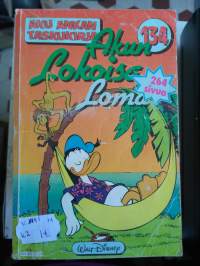 AKU ANKAN
TASKUKIRJA
134
Akun
Lokoisa
Loma
264
sivua
WALT DISNEY